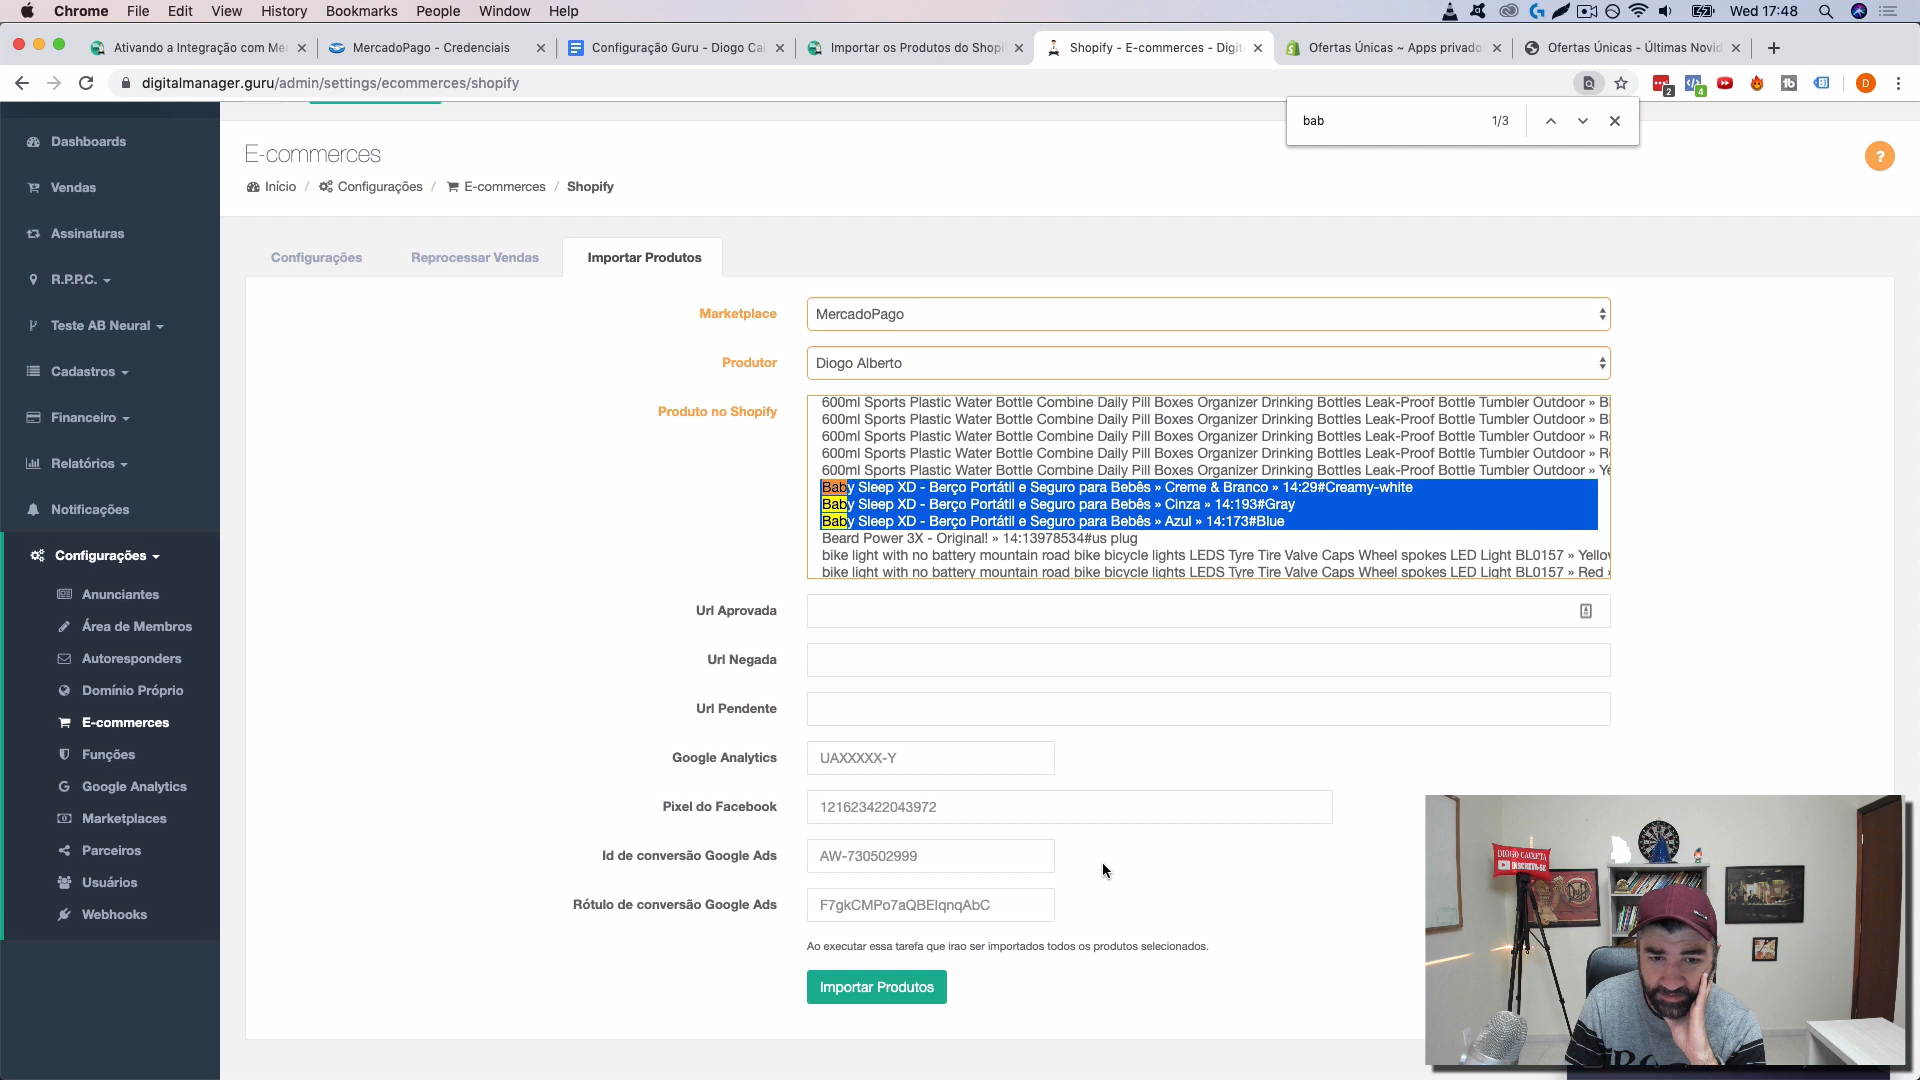 Chrome File Edit View History Bookmarks People Window Help
Wed 17:48
Ativando a Integração com Me
MercadoPago - Credenciais
Configuração Guru - Diogo Cai
Importar os Produtos do Shopi
Shopify - E-commerces - Digit
Ofertas Únicas ~ Apps privado
Ofertas Únicas - Últimas Novid
digitalmanager.guru/admin/settings/ecommerces/shopify
2
4
D
bab
1/3
Dashboards
Vendas
Assinaturas
R.P.P.C.
Teste AB Neural
Cadastros
Financeiro
Relatórios
Notificações
Configurações
Anunciantes
Área de Membros
Autoresponders
Domínio Próprio
E-commerces
Funções
Google Analytics
Marketplaces
Parceiros
Usuários
Webhooks
E-commerces
?
Início / Configurações / E-commerces / Shopify
Configurações
Reprocessar Vendas
Importar Produtos
Marketplace
MercadoPago
Produtor
Diogo Alberto
Produto no Shopify
600ml Sports Plastic Water Bottle Combine Daily Pill Boxes Organizer Drinking Bottles Leak-Proof Bottle Tumbler Outdoor » B
600ml Sports Plastic Water Bottle Combine Daily Pill Boxes Organizer Drinking Bottles Leak-Proof Bottle Tumbler Outdoor » B
600ml Sports Plastic Water Bottle Combine Daily Pill Boxes Organizer Drinking Bottles Leak-Proof Bottle Tumbler Outdoor » R
600ml Sports Plastic Water Bottle Combine Daily Pill Boxes Organizer Drinking Bottles Leak-Proof Bottle Tumbler Outdoor » R
600ml Sports Plastic Water Bottle Combine Daily Pill Boxes Organizer Drinking Bottles Leak-Proof Bottle Tumbler Outdoor » Ye
Baby Sleep XD - Berço Portátil e Seguro para Bebês » Creme & Branco » 14:29#Creamy-white
Baby Sleep XD - Berço Portátil e Seguro para Bebês » Cinza » 14:193#Gray
Baby Sleep XD - Berço Portátil e Seguro para Bebês » Azul » 14:173#Blue
Beard Power 3X - Original! » 14:13978534#us plug
bike light with no battery mountain road bike bicycle lights LEDS Tyre Tire Valve Caps Wheel spokes LED Light BL0157 » Yellov
bike light with no battery mountain road bike bicycle lights LEDS Tyre Tire Valve Caps Wheel spokes LED Light BL0157 » Red »
Url Aprovada
Url Negada
Url Pendente
Google Analytics
UAXXXXX-Y
Pixel do Facebook
121623422043972
Id de conversão Google Ads
AW-730502999
Rótulo de conversão Google Ads
F7gkCMPo7aQBEIqnqAbC
Ao executar essa tarefa que irao ser importados todos os produtos selecionados.
Importar Produtos
DIOGO CAIXETA
INSCREVA-SE